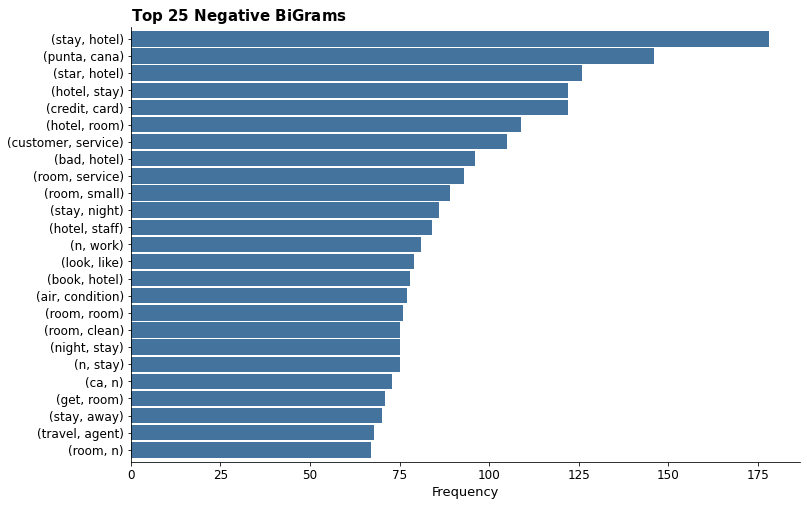 Top 25 Negative BiGrams
(stay, hotel)
(punta, cana)
(star, hotel)
(hotel, stay)
(credit, card)
(hotel, room)
(customer, service)
(bad, hotel)
(room, service)
(room, small)
(stay, night)
(hotel, staff)
(n, work)
(look, like)
(book, hotel)
(air, condition)
(room, room)
(room, clean)
(night, stay)
(n, stay)
(ca, n)
(get, room)
(stay, away)
(travel, agent)
(room, n)
0 25 50 75 100 125 150 175
Frequency